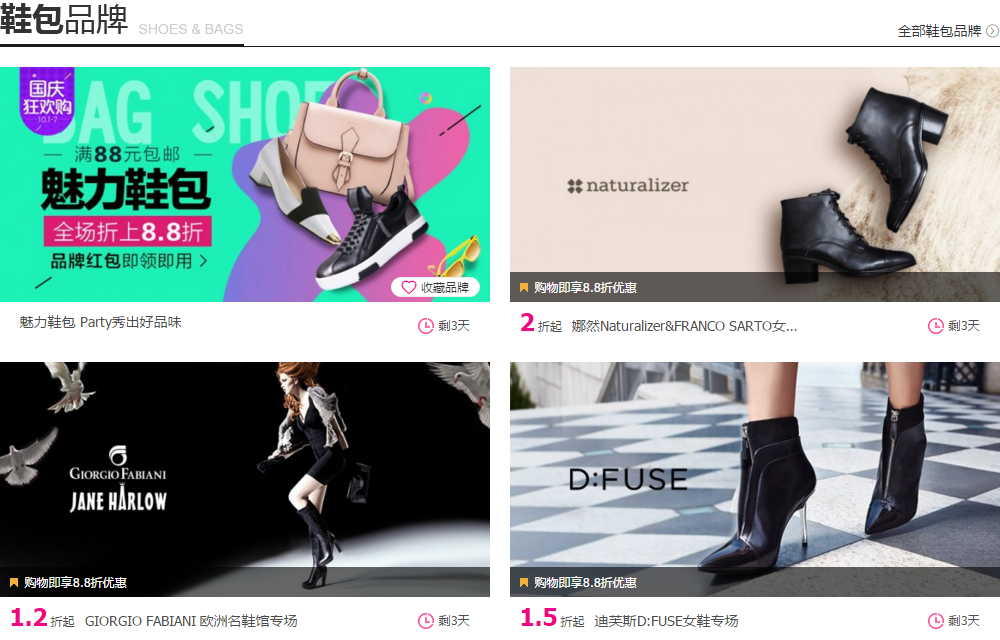 鞋包品牌 SHOES & BAGS
全部鞋包品牌
国庆
狂欢购
10.1-7
BAG SHOE
满88元包邮
魅力鞋包
全场折上8.8折
品牌红包即领即用
收藏品牌
naturalizer
购物即享8.8折优惠
魅力鞋包 Party秀出好品味
剩3天
2折起 娜然Naturalizer&FRANCO SARTO女...
剩3天
GIORGIO FABIANI
JANE HARLOW
D:FUSE
购物即享8.8折优惠
购物即享8.8折优惠
1.2折起 GIORGIO FABIANI 欧洲名鞋馆专场
剩3天
1.5折起 迪芙斯D:FUSE女鞋专场
剩3天